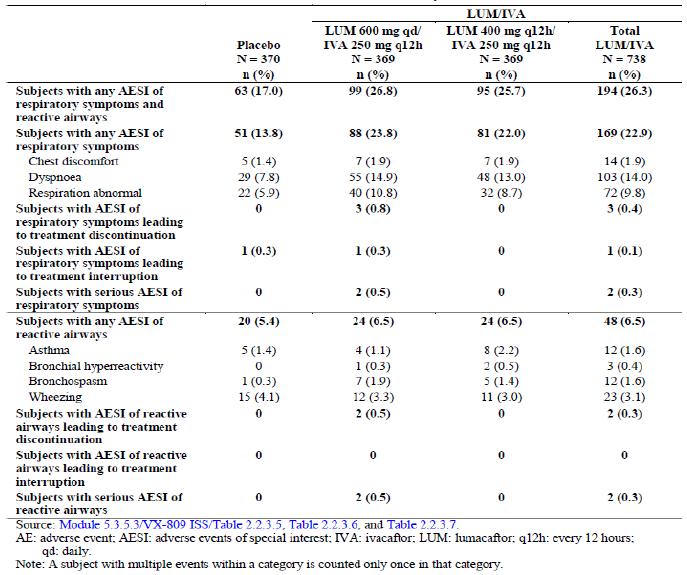 LUM/IVA
LUM 600 mg qd/ LUM 400 mg q12h/ Total
Placebo IVA 250 mg q12h IVA 250 mg q12h LUM/IVA
N = 370 N = 369 N = 369 N = 738
n (%) n (%) n (%) n (%)
Subjects with any AESI of 63 (17.0) 99 (26.8) 95 (25.7) 194 (26.3)
respiratory symptoms and
reactive airways
Subjects with any AESI of 51 (13.8) 88 (23.8) 81 (22.0) 169 (22.9)
respiratory symptoms
Chest discomfort 5 (1.4) 7 (1.9) 7 (1.9) 14 (1.9)
Dyspnoea 29 (7.8) 55 (14.9) 48 (13.0) 103 (14.0)
Respiration abnormal 22 (5.9) 40 (10.8) 32 (8.7) 72 (9.8)
Subjects with AESI of 0 3 (0.8) 0 3 (0.4)
respiratory symptoms leading
to treatment discontinuation
Subjects with AESI of 1 (0.3) 1 (0.3) 0 1 (0.1)
respiratory symptoms leading
to treatment interruption
Subjects with serious AESI of 0 2 (0.5) 0 2 (0.3)
respiratory symptoms
Subjects with any AESI of 20 (5.4) 24 (6.5) 24 (6.5) 48 (6.5)
reactive airways
Asthma 5 (1.4) 4 (1.1) 8 (2.2) 12 (1.6)
Bronchial hyperreactivity 0 1 (0.3) 2 (0.5) 3 (0.4)
Bronchospasm 1 (0.3) 7 (1.9) 5 (1.4) 12 (1.6)
Wheezing 15 (4.1) 12 (3.3) 11 (3.0) 23 (3.1)
Subjects with AESI of reactive 0 2 (0.5) 0 2 (0.3)
airways leading to treatment
discontinuation
Subjects with AESI of reactive 0 0 0 0
airways leading to treatment
interruption
Subjects with serious AESI of 0 2 (0.5) 0 2 (0.3)
reactive airways
Source: Module 5.3.5.3/VX-809 ISS/Table 2.2.3.5, Table 2.2.3.6, and Table 2.2.3.7.
AE: adverse event; AESI: adverse events of special interest; IVA: ivacaftor; LUM: lumacaftor; q12h: every 12 hours;
qd: daily.
Note: A subject with multiple events within a category is counted only once in that category.